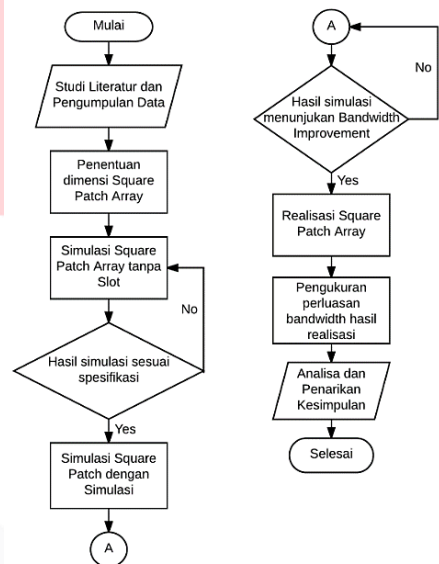 Mulai
Studi Literatur dan
Pengumpulan Data
Penentuan
dimensi Square
Patch Array
Simulasi Square
Patch Array tanpa
Slot
No
Hasil simulasi sesuai
spesifikasi
Yes
Simulasi Square
Patch dengan
Simulasi
A
A
No
Hasil simulasi
menunjukan Bandwidth
Improvement
Yes
Realisasi Square
Patch Array
Pengukuran
perluasan
bandwidth hasil
realisasi
Analisa dan
Penarikan
Kesimpulan
Selesai